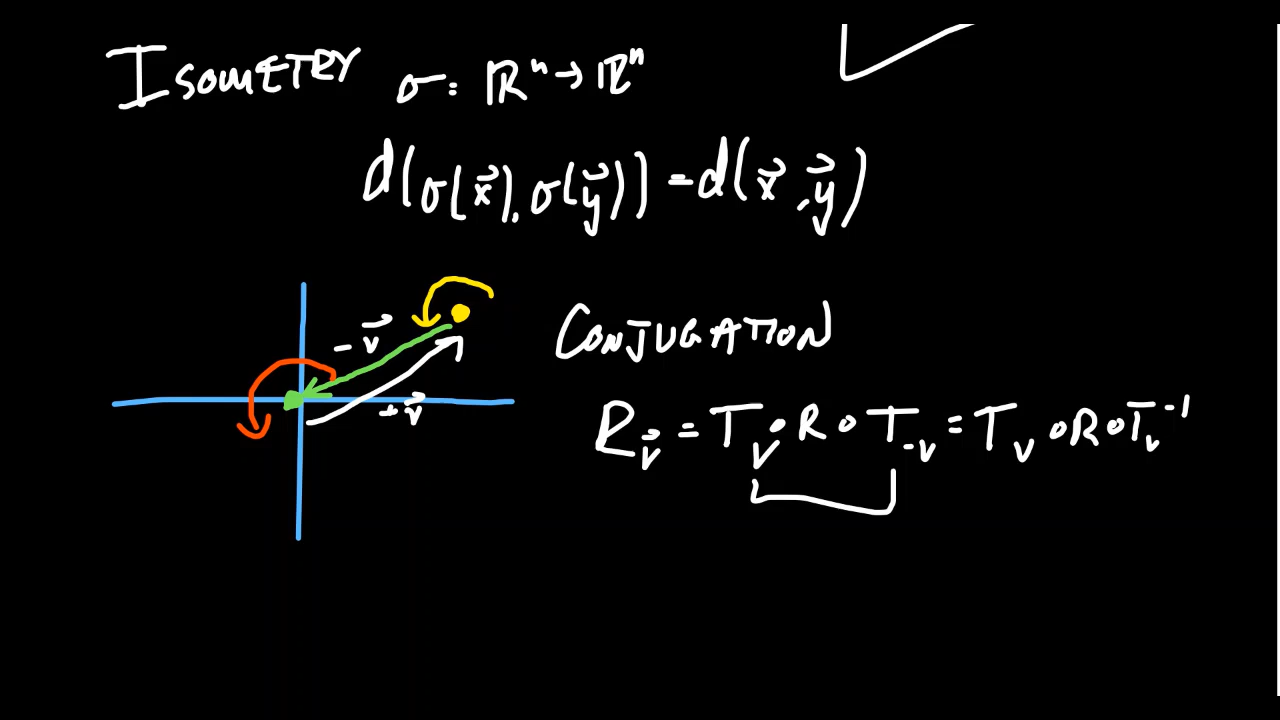 ISOMETRY σ: ℝⁿ → ℝⁿ
d(σ(x⃗), σ(y⃗)) = d(x⃗, y⃗)
-v⃗
+v⃗
CONJUGATION
R_v⃗ = T_v ∘ R ∘ T_-v = T_v ∘ R ∘ T_v⁻¹